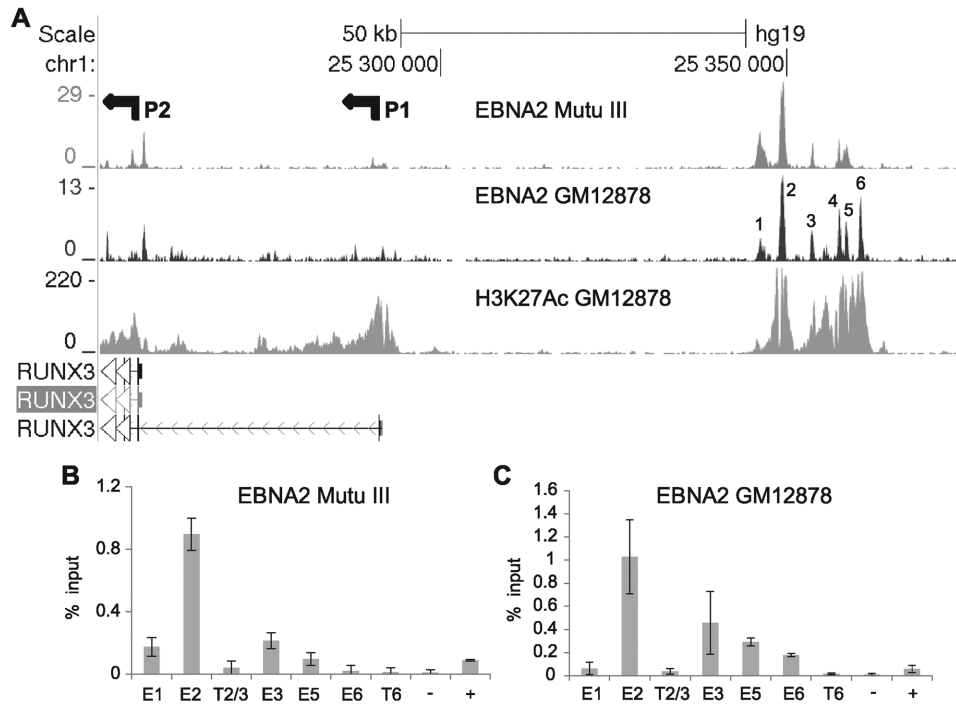 A
Scale 50 kb hg19
chr1: 25 300 000 25 350 000
29 -
P2 P1 EBNA2 Mutu III
0
13 -
EBNA2 GM12878
1 2 3 4 5 6
0
220 -
H3K27Ac GM12878
0
RUNX3
RUNX3
RUNX3
B
EBNA2 Mutu III
% input
1.2
0.8
0.4
0
E1 E2 T2/3 E3 E5 E6 T6 - +
C
EBNA2 GM12878
% input
1.6
1.4
1.2
1
0.8
0.6
0.4
0.2
0
E1 E2 T2/3 E3 E5 E6 T6 - +